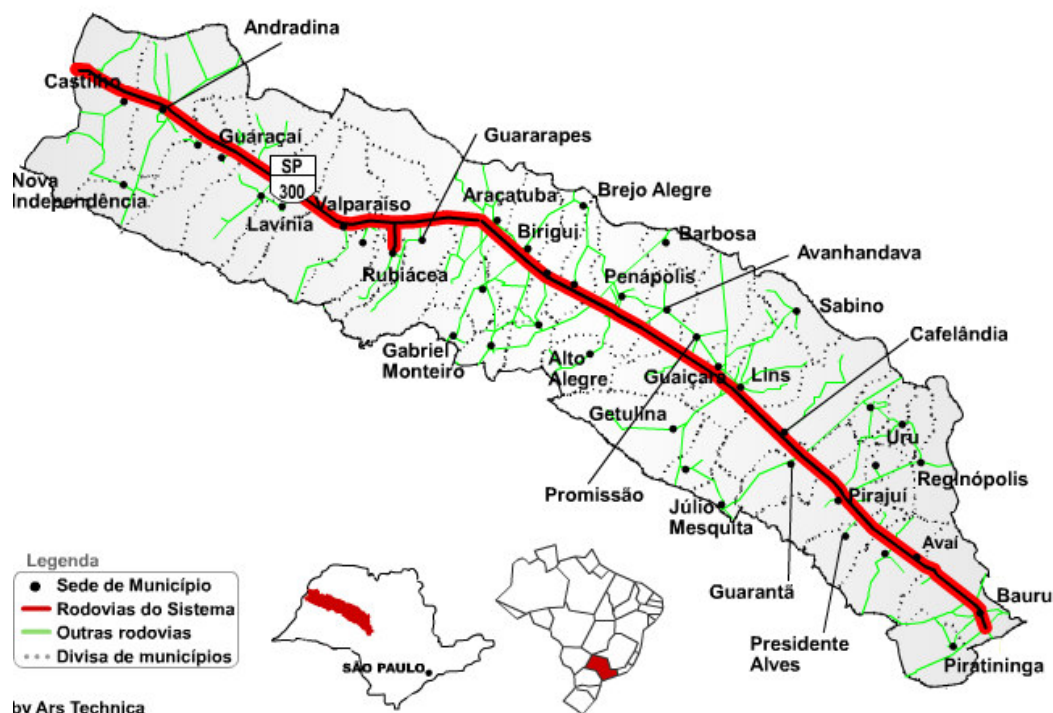 Andradina
Castilho
Guaraçaí
Guararapes
SP
300
Nova
Independência
Valparaíso
Araçatuba
Brejo Alegre
Lavínia
Birigui
Barbosa
Rubiácea
Avanhandava
Penápolis
Sabino
Cafelândia
Gabriel
Monteiro
Alto
Alegre
Guaiçara
Lins
Getulina
Uru
Reginópolis
Promissão
Pirajuí
Júlio
Mesquita
Avaí
Guarantã
Bauru
Presidente
Alves
Piratininga
Legenda
Sede de Município
Rodovias do Sistema
Outras rodovias
Divisa de municípios
SÃO PAULO
by Ars Technica